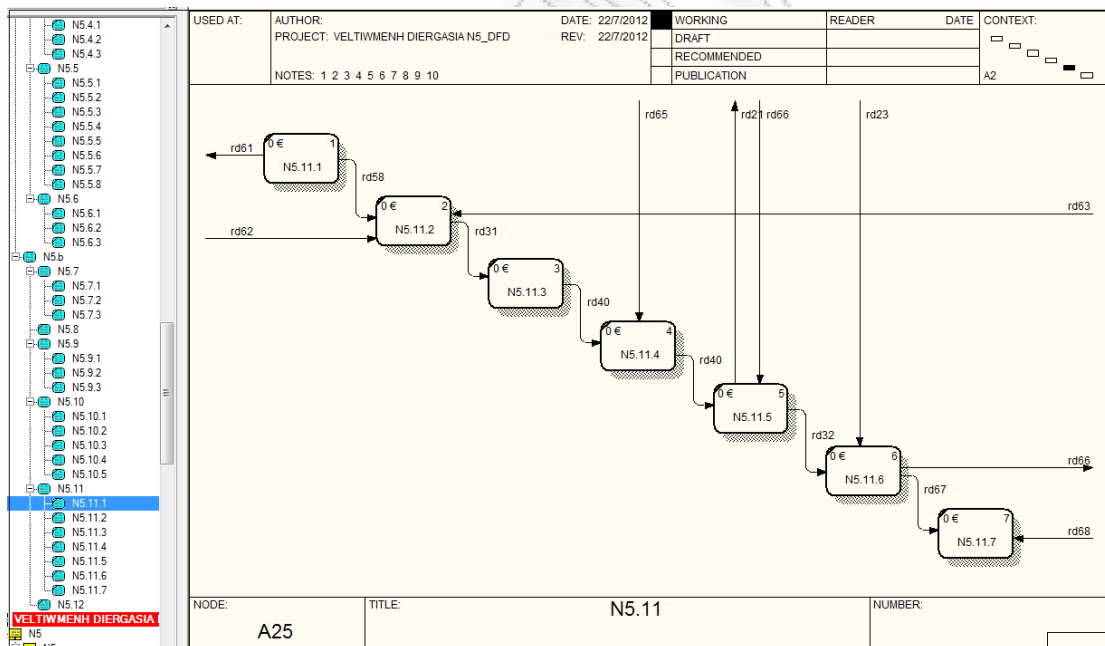 N5.4.1
N5.4.2
N5.4.3
N5.5
N5.5.1
N5.5.2
N5.5.3
N5.5.4
N5.5.5
N5.5.6
N5.5.7
N5.5.8
N5.6
N5.6.1
N5.6.2
N5.6.3
N5.b
N5.7
N5.7.1
N5.7.2
N5.7.3
N5.8
N5.9
N5.9.1
N5.9.2
N5.9.3
N5.10
N5.10.1
N5.10.2
N5.10.3
N5.10.4
N5.10.5
N5.11
N5.11.1
N5.11.2
N5.11.3
N5.11.4
N5.11.5
N5.11.6
N5.11.7
N5.12
VELTIWMENH DIERGASIA
N5
USED AT: AUTHOR: DATE: 22/7/2012 WORKING READER DATE CONTEXT:
PROJECT: VELTIWMENH DIERGASIA N5_DFD REV: 22/7/2012 DRAFT
RECOMMENDED
NOTES: 1 2 3 4 5 6 7 8 9 10 PUBLICATION A2
rd65 rd21 rd66 rd23
0 € 1
rd61
N5.11.1
rd58
0 € 2 rd63
rd62 N5.11.2 rd31
0 € 3
N5.11.3
rd40
0 € 4
N5.11.4
rd40
0 € 5
N5.11.5
rd32
0 € 6 rd66
N5.11.6
rd67
0 € 7
N5.11.7 rd68
NODE: TITLE: N5.11 NUMBER:
A25